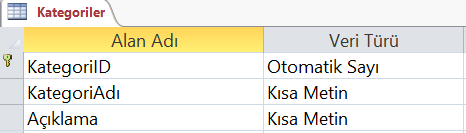 Kategoriler
Alan Adı Veri Türü
KategoriID Otomatik Sayı
KategoriAdı Kısa Metin
Açıklama Kısa Metin